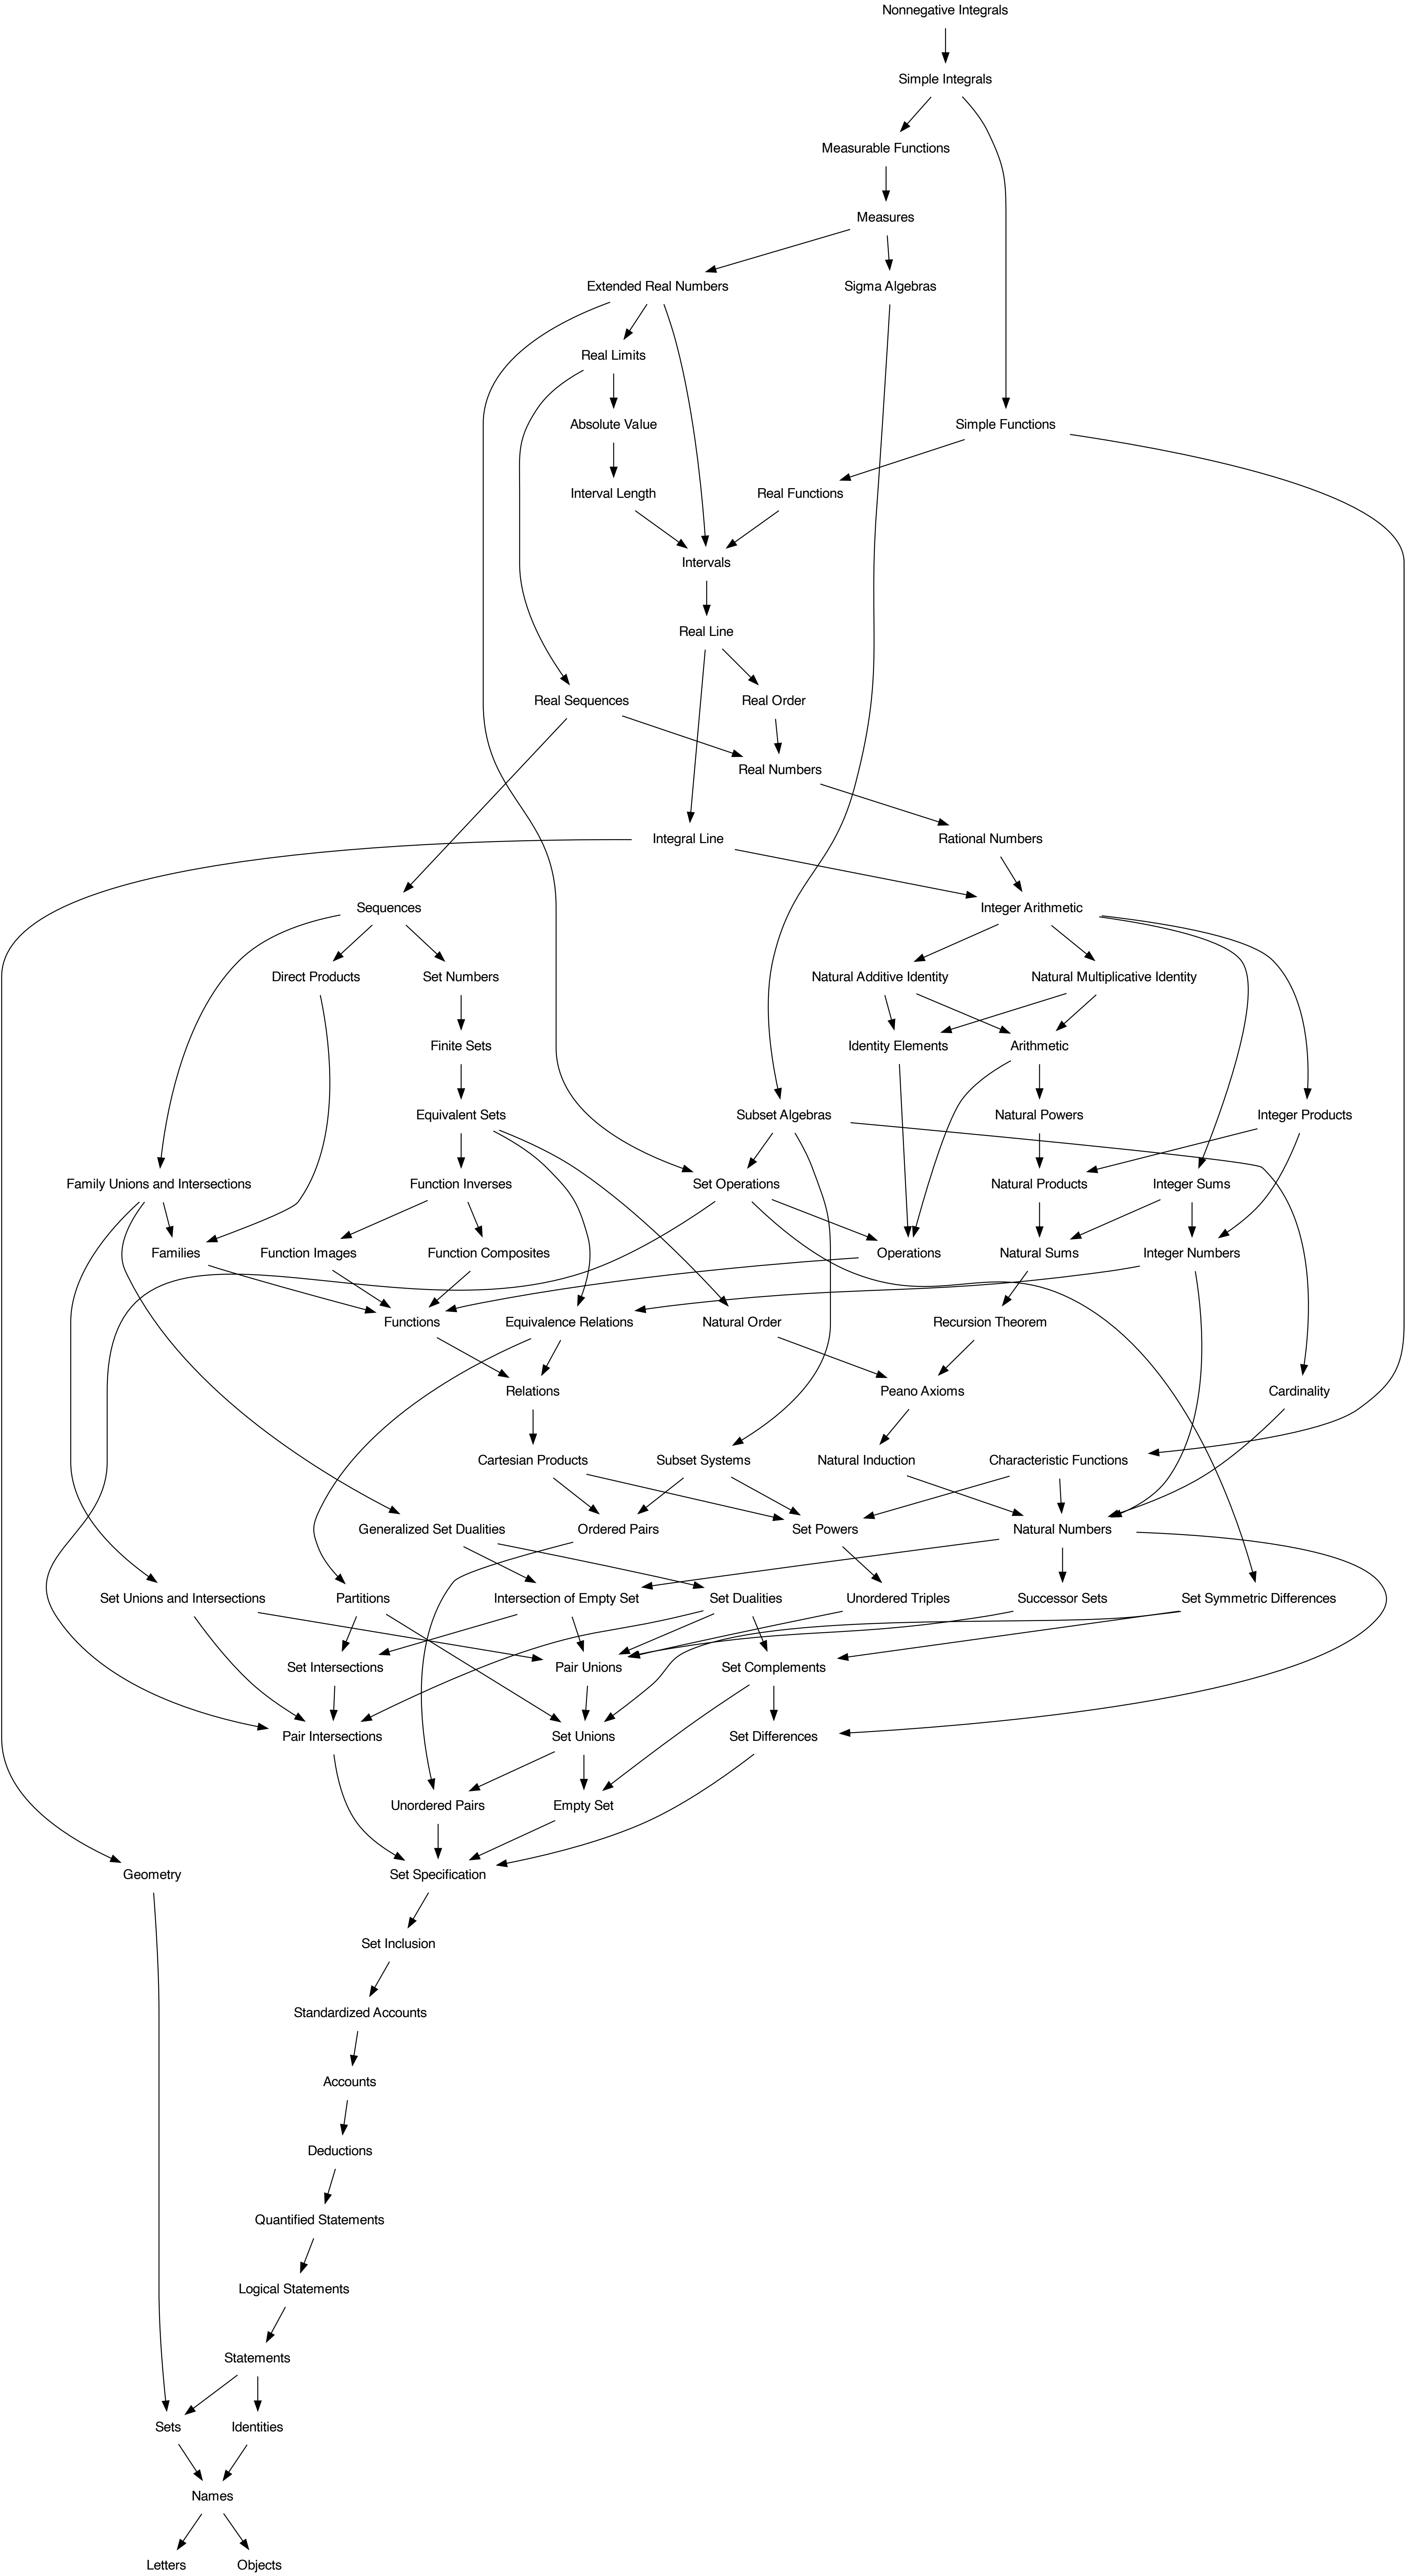 Nonnegative Integrals
Simple Integrals
Measurable Functions
Measures
Extended Real Numbers
Sigma Algebras
Real Limits
Absolute Value
Simple Functions
Interval Length
Real Functions
Intervals
Real Line
Real Sequences
Real Order
Real Numbers
Integral Line
Rational Numbers
Sequences
Integer Arithmetic
Direct Products
Set Numbers
Natural Additive Identity
Natural Multiplicative Identity
Finite Sets
Identity Elements
Arithmetic
Equivalent Sets
Subset Algebras
Natural Powers
Integer Products
Family Unions and Intersections
Function Inverses
Set Operations
Natural Products
Integer Sums
Families
Function Images
Function Composites
Operations
Natural Sums
Integer Numbers
Functions
Equivalence Relations
Natural Order
Recursion Theorem
Relations
Peano Axioms
Cardinality
Cartesian Products
Subset Systems
Natural Induction
Characteristic Functions
Generalized Set Dualities
Ordered Pairs
Set Powers
Natural Numbers
Set Unions and Intersections
Partitions
Intersection of Empty Set
Set Dualities
Unordered Triples
Successor Sets
Set Symmetric Differences
Set Intersections
Pair Unions
Set Complements
Pair Intersections
Set Unions
Set Differences
Unordered Pairs
Empty Set
Geometry
Set Specification
Set Inclusion
Standardized Accounts
Accounts
Deductions
Quantified Statements
Logical Statements
Statements
Sets
Identities
Names
Letters
Objects